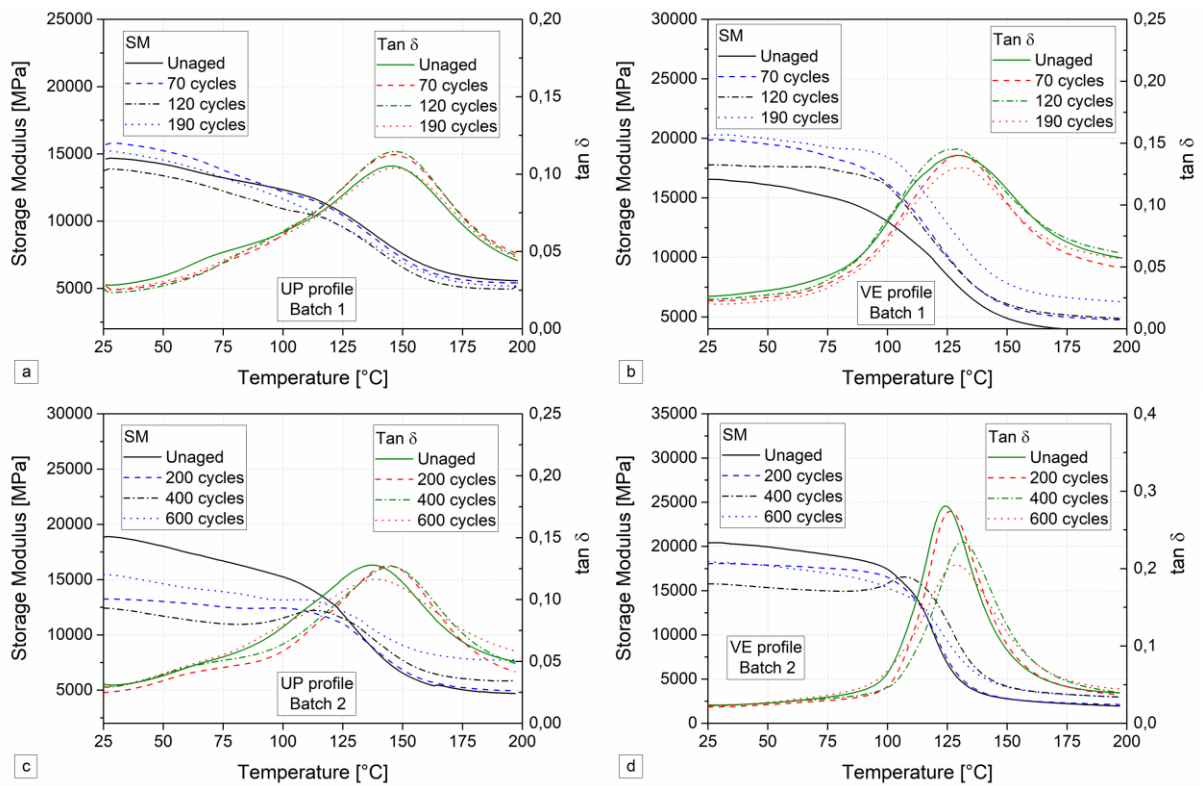 25000
20000
15000
10000
5000
Storage Modulus [MPa]
SM
Unaged
70 cycles
120 cycles
190 cycles
Tan δ
Unaged
70 cycles
120 cycles
190 cycles
UP profile
Batch 1
0,20
0,15
0,10
0,05
0,00
tan δ
25 50 75 100 125 150 175 200
Temperature [°C]
a
30000
25000
20000
15000
10000
5000
Storage Modulus [MPa]
SM
Unaged
70 cycles
120 cycles
190 cycles
Tan δ
Unaged
70 cycles
120 cycles
190 cycles
VE profile
Batch 1
0,25
0,20
0,15
0,10
0,05
0,00
tan δ
25 50 75 100 125 150 175 200
Temperature [°C]
b
30000
25000
20000
15000
10000
5000
Storage Modulus [MPa]
SM
Unaged
200 cycles
400 cycles
600 cycles
Tan δ
Unaged
200 cycles
400 cycles
600 cycles
UP profile
Batch 2
0,25
0,20
0,15
0,10
0,05
0,00
tan δ
25 50 75 100 125 150 175 200
Temperature [°C]
c
35000
30000
25000
20000
15000
10000
5000
0
Storage Modulus [MPa]
SM
Unaged
200 cycles
400 cycles
600 cycles
Tan δ
Unaged
200 cycles
400 cycles
600 cycles
VE profile
Batch 2
0,4
0,3
0,2
0,1
0,0
tan δ
25 50 75 100 125 150 175 200
Temperature [°C]
d